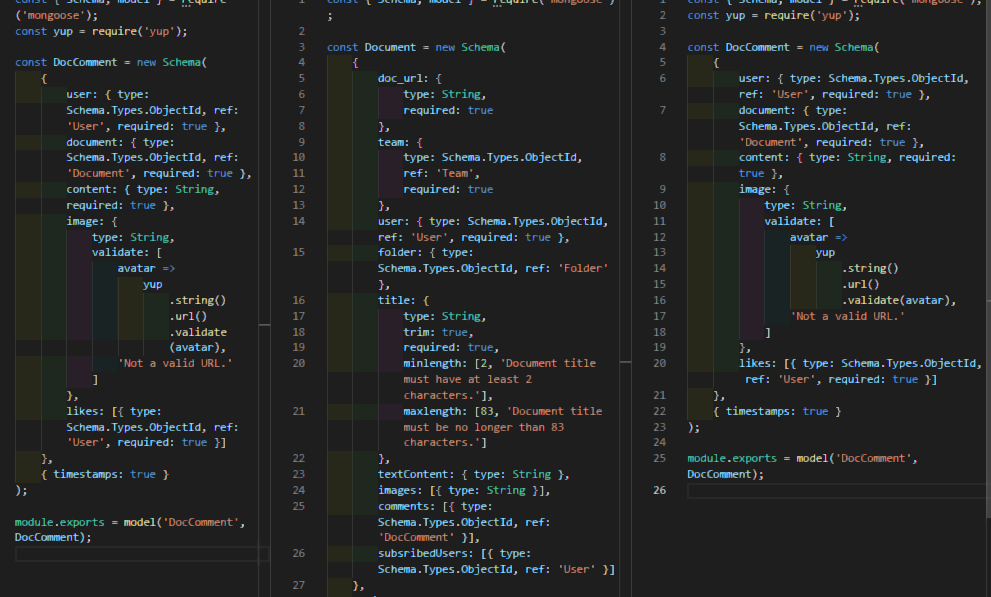 const { Schema, model } = require
('mongoose');
const yup = require('yup');
const DocComment = new Schema(
{
user: { type:
Schema.Types.ObjectId, ref:
'User', required: true },
document: { type:
Schema.Types.ObjectId, ref:
'Document', required: true },
content: { type: String,
required: true },
image: {
type: String,
validate: [
avatar =>
yup
.string()
.url()
.validate
(avatar),
'Not a valid URL.'
]
},
likes: [{ type:
Schema.Types.ObjectId, ref:
'User', required: true }]
},
{ timestamps: true }
);
module.exports = model('DocComment',
DocComment);
1 const { Schema, model } = require('mongoose')
;
2
3 const Document = new Schema(
4 {
5 doc_url: {
6 type: String,
7 required: true
8 },
9 team: {
10 type: Schema.Types.ObjectId,
11 ref: 'Team',
12 required: true
13 },
14 user: { type: Schema.Types.ObjectId,
ref: 'User', required: true },
15 folder: { type:
Schema.Types.ObjectId, ref: 'Folder'
},
16 title: {
17 type: String,
18 trim: true,
19 required: true,
20 minlength: [2, 'Document title
must have at least 2
characters.'],
21 maxlength: [83, 'Document title
must be no longer than 83
characters.']
22 },
23 textContent: { type: String },
24 images: [{ type: String }],
25 comments: [{ type:
Schema.Types.ObjectId, ref:
'DocComment' }],
26 subsribedUsers: [{ type:
Schema.Types.ObjectId, ref: 'User' }]
27 },
1 const { Schema, model } = require('mongoose');
2 const yup = require('yup');
3
4 const DocComment = new Schema(
5 {
6 user: { type: Schema.Types.ObjectId,
ref: 'User', required: true },
7 document: { type:
Schema.Types.ObjectId, ref:
'Document', required: true },
8 content: { type: String, required:
true },
9 image: {
10 type: String,
11 validate: [
12 avatar =>
13 yup
14 .string()
15 .url()
16 .validate(avatar),
17 'Not a valid URL.'
18 ]
19 },
20 likes: [{ type: Schema.Types.ObjectId,
ref: 'User', required: true }]
21 },
22 { timestamps: true }
23 );
24
25 module.exports = model('DocComment',
DocComment);
26